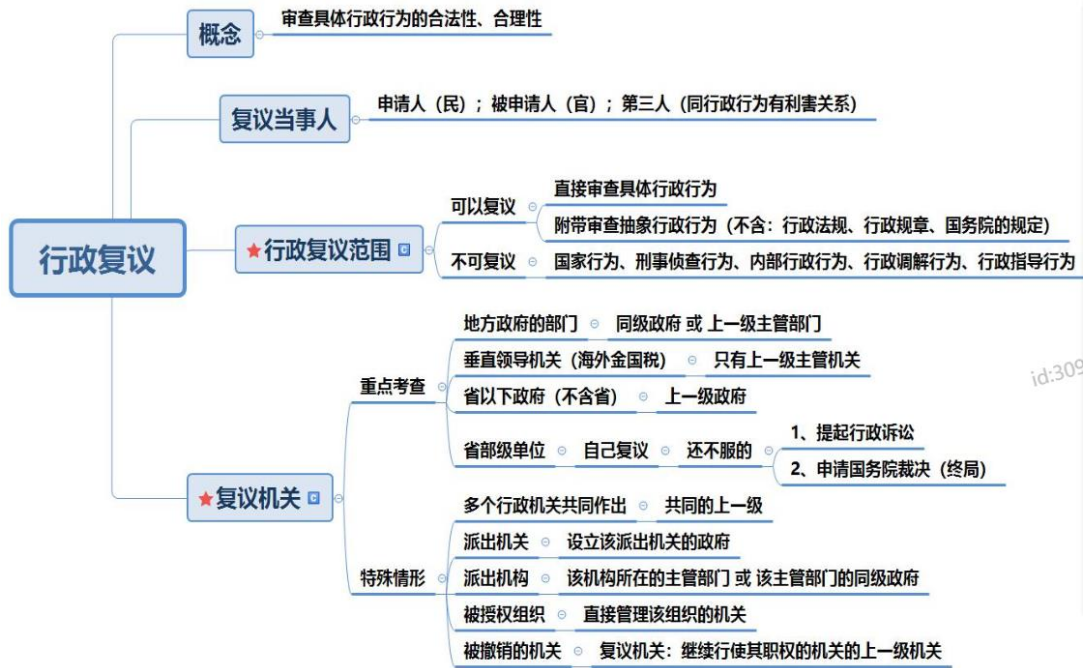 行政复议
概念
审查具体行政行为的合法性、合理性
复议当事人
申请人（民）；被申请人（官）；第三人（同行政行为有利害关系）
行政复议范围
可以复议
直接审查具体行政行为
附带审查抽象行政行为（不含：行政法规、行政规章、国务院的规定）
不可复议
国家行为、刑事侦查行为、内部行政行为、行政调解行为、行政指导行为
复议机关
重点考查
地方政府的部门
同级政府 或 上一级主管部门
垂直领导机关（海外金国税）
只有上一级主管机关
省以下政府（不含省）
上一级政府
省部级单位
自己复议
还不服的
1、提起行政诉讼
2、申请国务院裁决（终局）
特殊情形
多个行政机关共同作出
共同的上一级
派出机关
设立该派出机关的政府
派出机构
该机构所在的主管部门 或 该主管部门的同级政府
被授权组织
直接管理该组织的机关
被撤销的机关
复议机关：继续行使其职权的机关的上一级机关
id:309